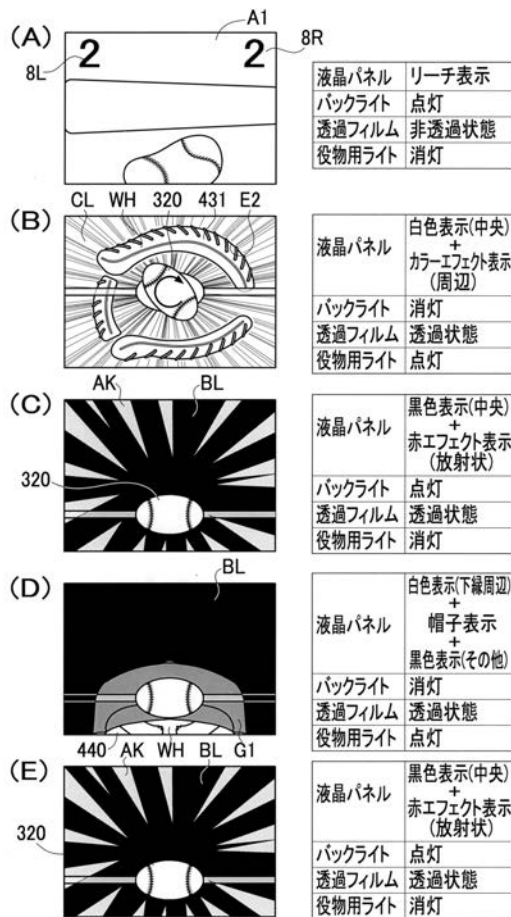 (A)
A1
2
2
8L
8R
液晶パネル リーチ表示
バックライト 点灯
透過フィルム 非透過状態
役物用ライト 消灯
(B)
CL WH 320 431 E2
液晶パネル 白色表示(中央)
+
カラーエフェクト表示
(周辺)
バックライト 消灯
透過フィルム 透過状態
役物用ライト 点灯
(C)
AK BL
320
液晶パネル 黒色表示(中央)
+
赤エフェクト表示
(放射状)
バックライト 点灯
透過フィルム 透過状態
役物用ライト 消灯
(D)
BL
440 WH G1
液晶パネル 白色表示(下縁周辺)
+
帽子表示
+
黒色表示(その他)
バックライト 消灯
透過フィルム 透過状態
役物用ライト 点灯
(E)
AK BL
320
液晶パネル 黒色表示(中央)
+
赤エフェクト表示
(放射状)
バックライト 点灯
透過フィルム 透過状態
役物用ライト 消灯